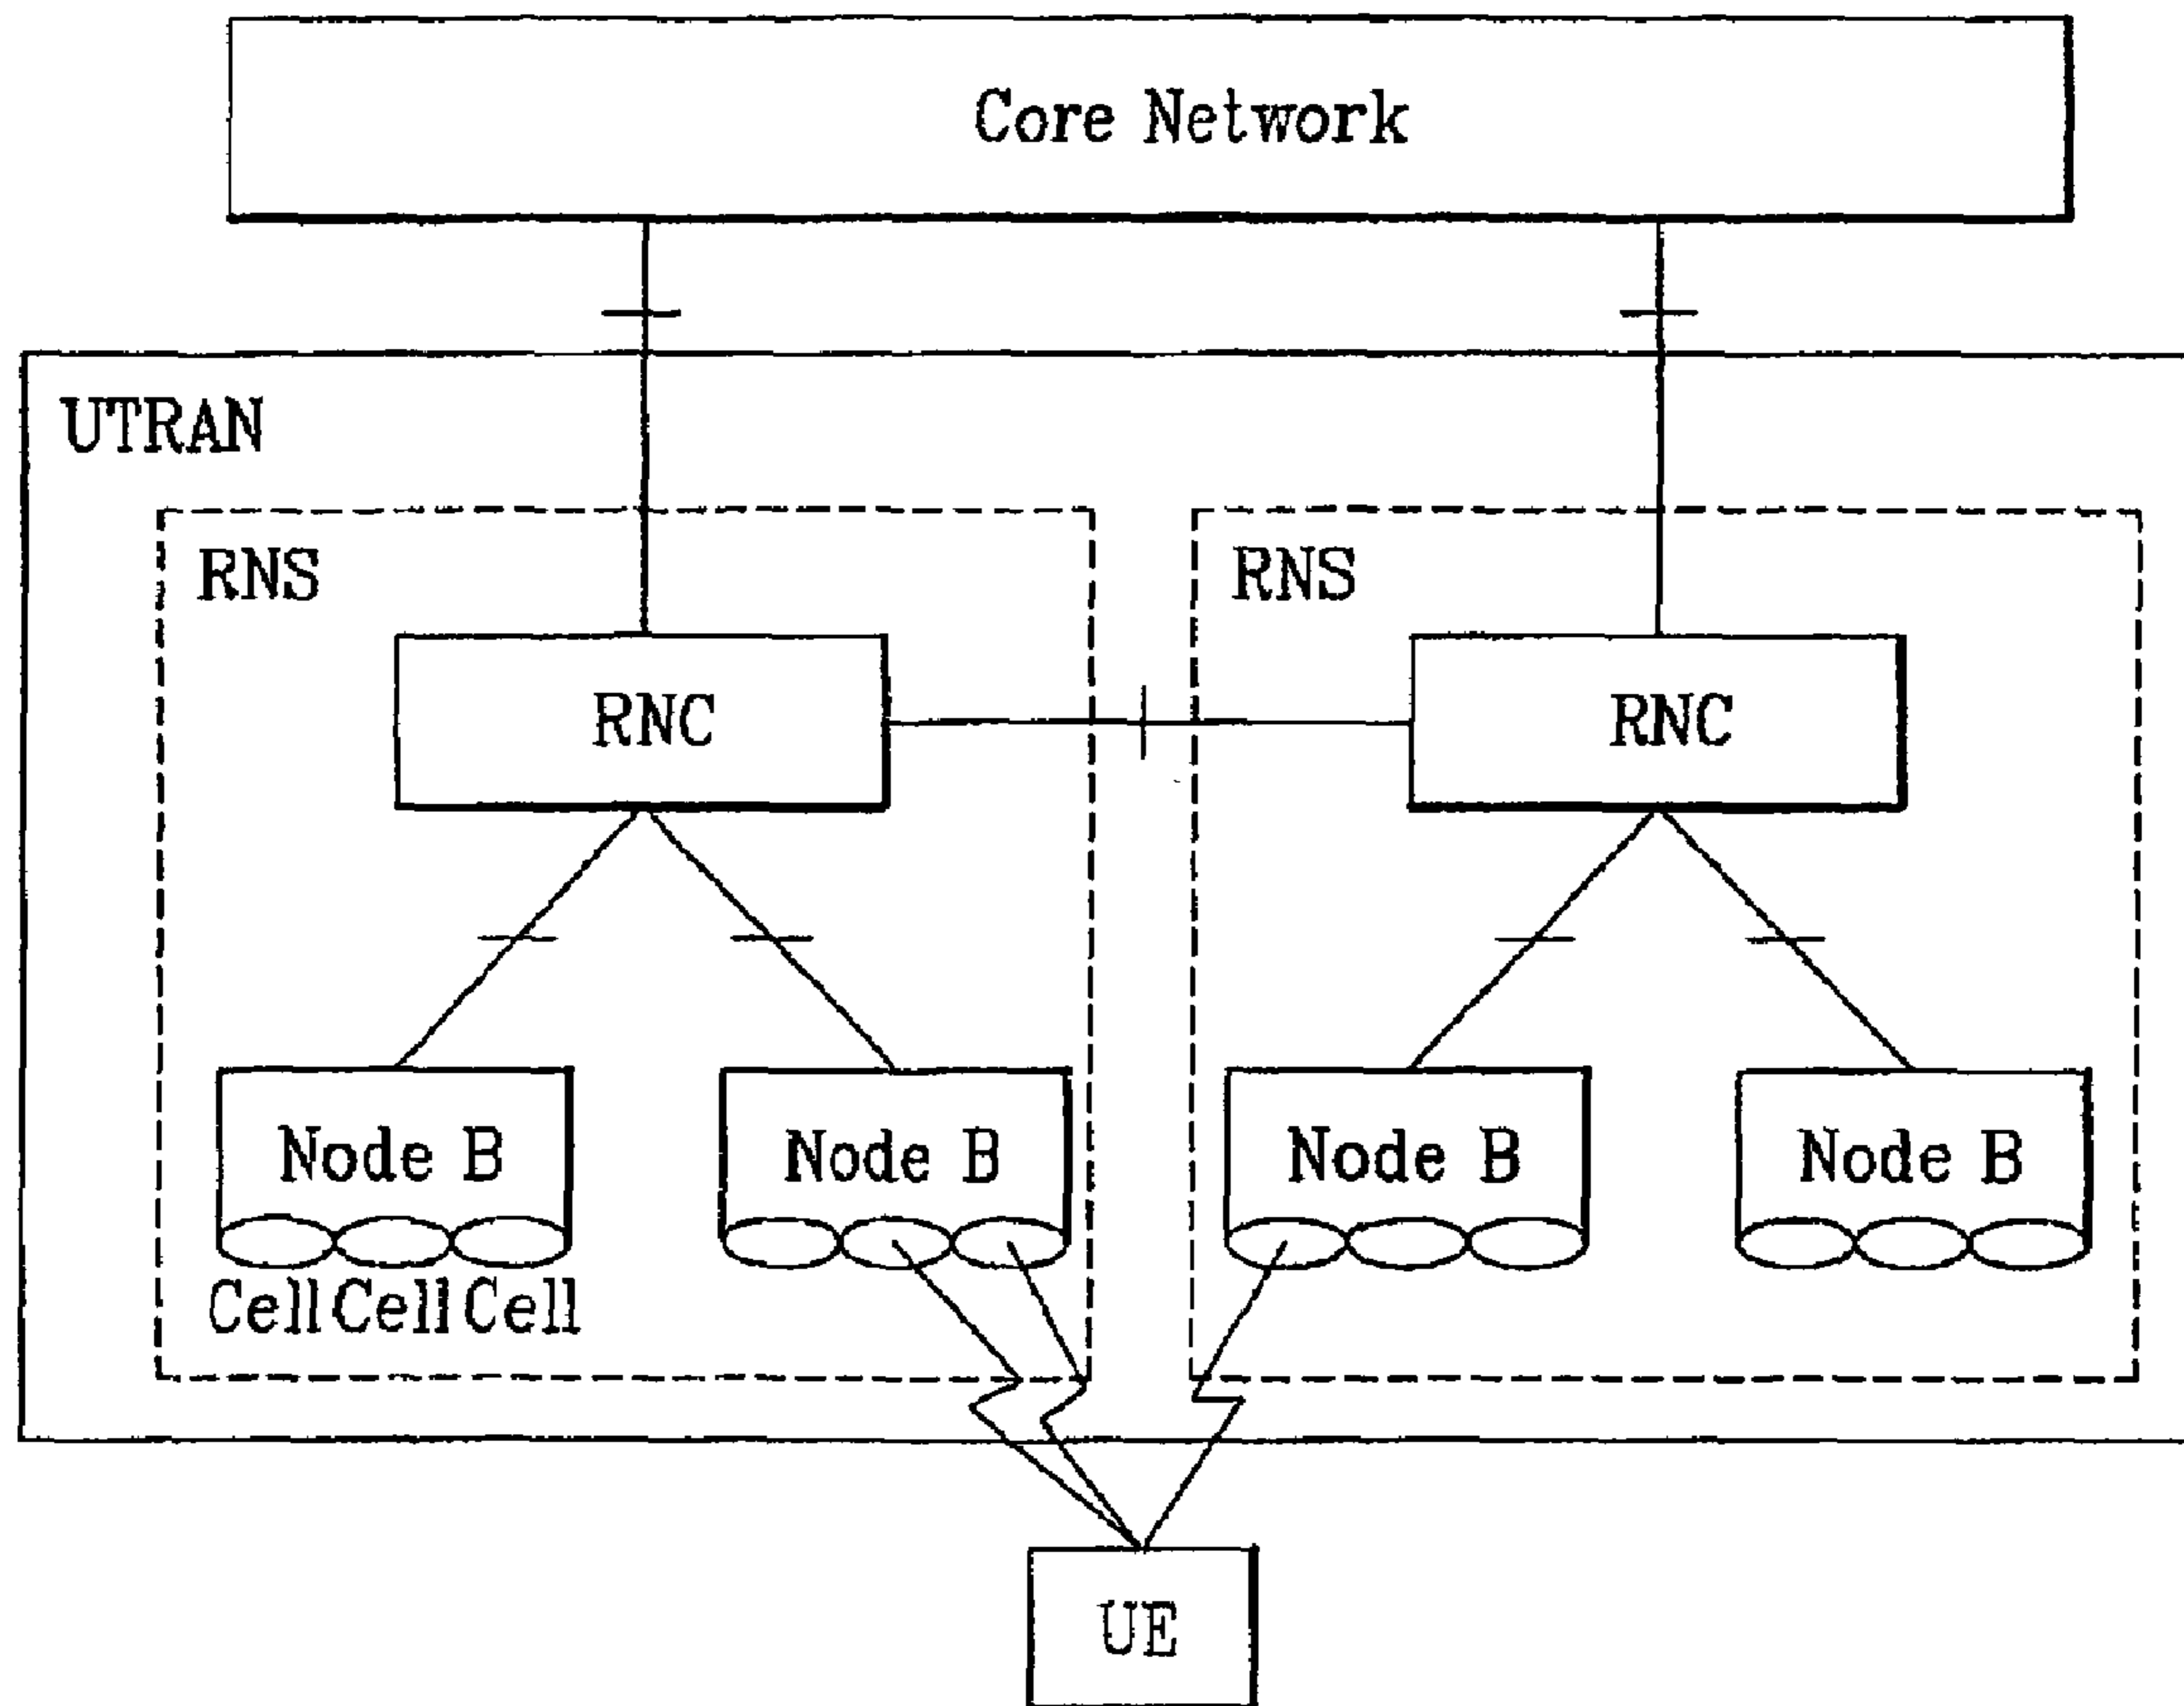 Core Network
UTRAN
RNS
RNS
RNC
RNC
Node B
Node B
Node B
Node B
Cell Cell Cell
UE